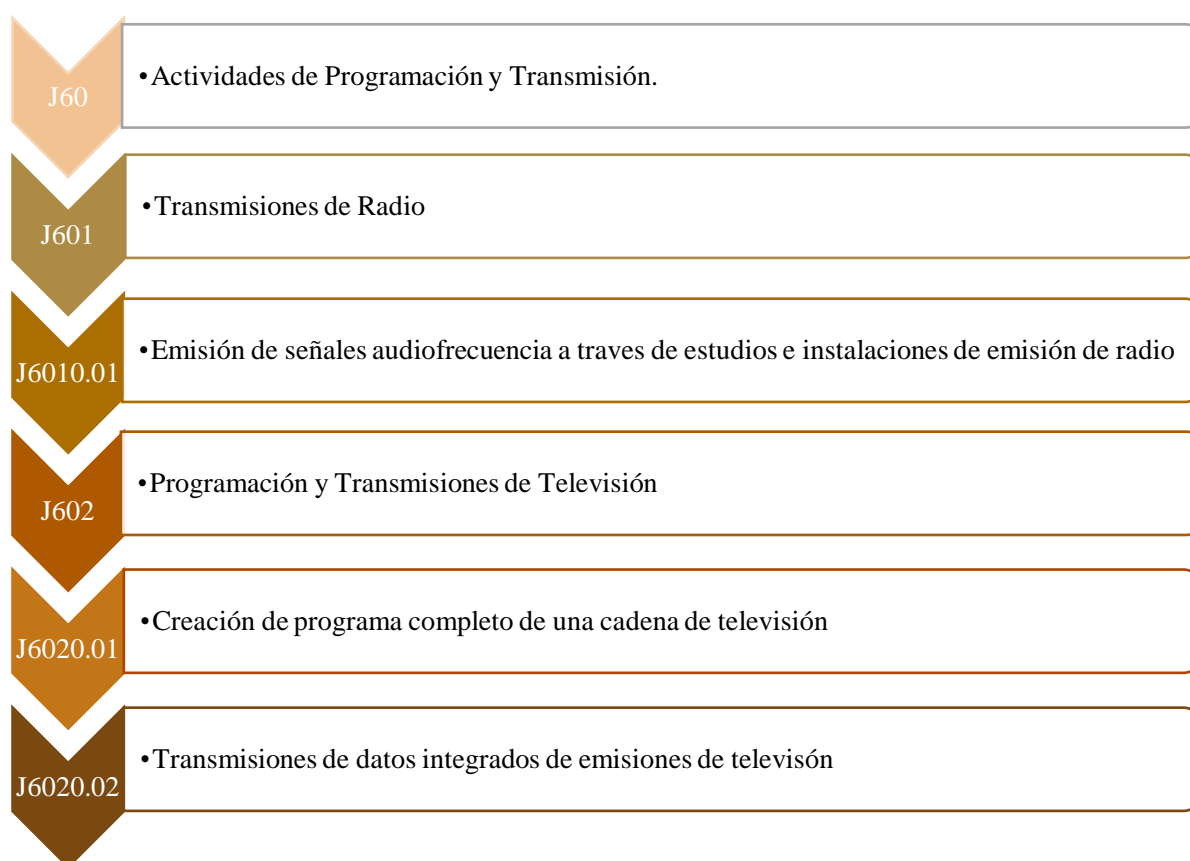 J60
•Actividades de Programación y Transmisión.
J601
•Transmisiones de Radio
J6010.01
•Emisión de señales audiofrecuencia a traves de estudios e instalaciones de emisión de radio
J602
•Programación y Transmisiones de Televisión
J6020.01
•Creación de programa completo de una cadena de televisión
J6020.02
•Transmisiones de datos integrados de emisiones de televisón